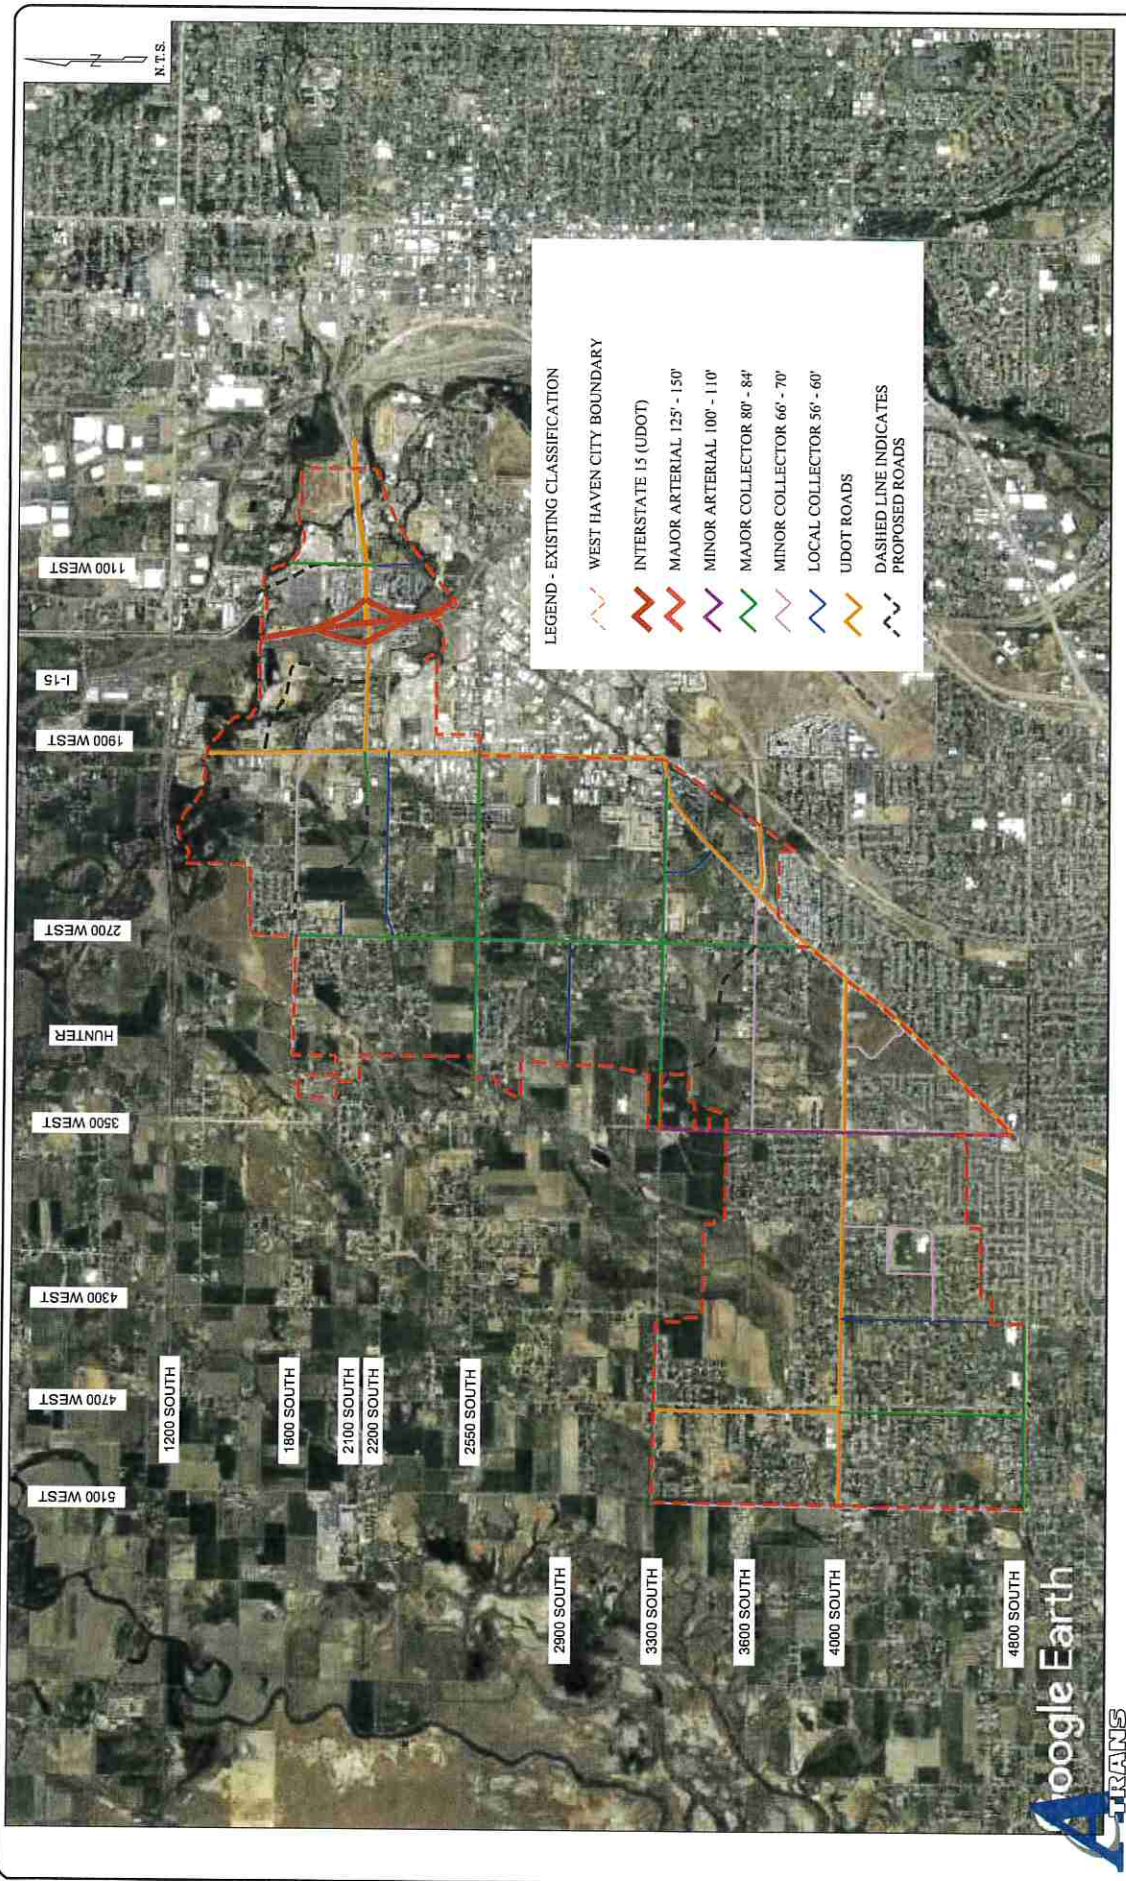 N
N.T.S.
5100 WEST
4700 WEST
4300 WEST
3500 WEST
HUNTER
2700 WEST
1900 WEST
I-15
1100 WEST
1200 SOUTH
1800 SOUTH
2100 SOUTH
2200 SOUTH
2550 SOUTH
2900 SOUTH
3300 SOUTH
3600 SOUTH
4000 SOUTH
4800 SOUTH
LEGEND - EXISTING CLASSIFICATION
WEST HAVEN CITY BOUNDARY
INTERSTATE 15 (UDOT)
MAJOR ARTERIAL 125' - 150'
MINOR ARTERIAL 100' - 110'
MAJOR COLLECTOR 80' - 84'
MINOR COLLECTOR 66' - 70'
LOCAL COLLECTOR 56' - 60'
UDOT ROADS
DASHED LINE INDICATES
PROPOSED ROADS
oogle Earth
A-TRANS